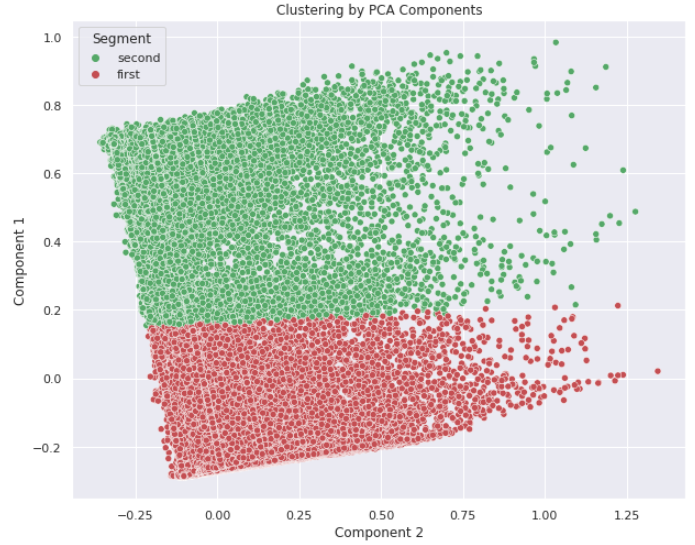 Clustering by PCA Components
Segment
second
first
1.0
0.8
0.6
0.4
0.2
0.0
−0.2
Component 1
−0.25
0.00
0.25
0.50
0.75
1.00
1.25
Component 2